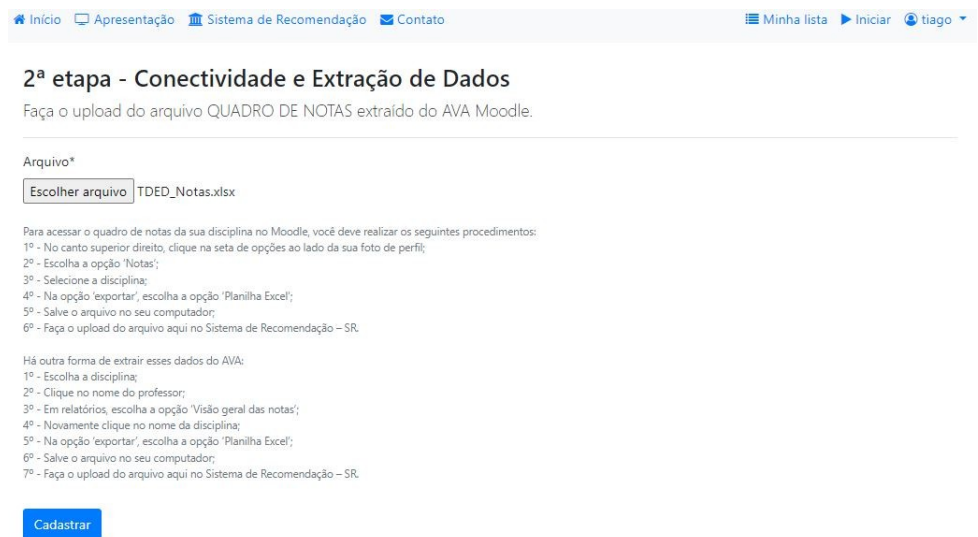 Início Apresentação Sistema de Recomendação Contato Minha lista Iniciar tiago
2ª etapa - Conectividade e Extração de Dados
Faça o upload do arquivo QUADRO DE NOTAS extraído do AVA Moodle.
Arquivo*
Escolher arquivo TDED_Notas.xlsx
Para acessar o quadro de notas da sua disciplina no Moodle, você deve realizar os seguintes procedimentos:
1º - No canto superior direito, clique na seta de opções ao lado da sua foto de perfil;
2º - Escolha a opção 'Notas';
3º - Selecione a disciplina;
4º - Na opção 'exportar', escolha a opção 'Planilha Excel';
5º - Salve o arquivo no seu computador;
6º - Faça o upload do arquivo aqui no Sistema de Recomendação – SR.
Há outra forma de extrair esses dados do AVA:
1º - Escolha a disciplina;
2º - Clique no nome do professor;
3º - Em relatórios, escolha a opção 'Visão geral das notas';
4º - Novamente clique no nome da disciplina;
5º - Na opção 'exportar', escolha a opção 'Planilha Excel';
6º - Salve o arquivo no seu computador;
7º - Faça o upload do arquivo aqui no Sistema de Recomendação – SR.
Cadastrar